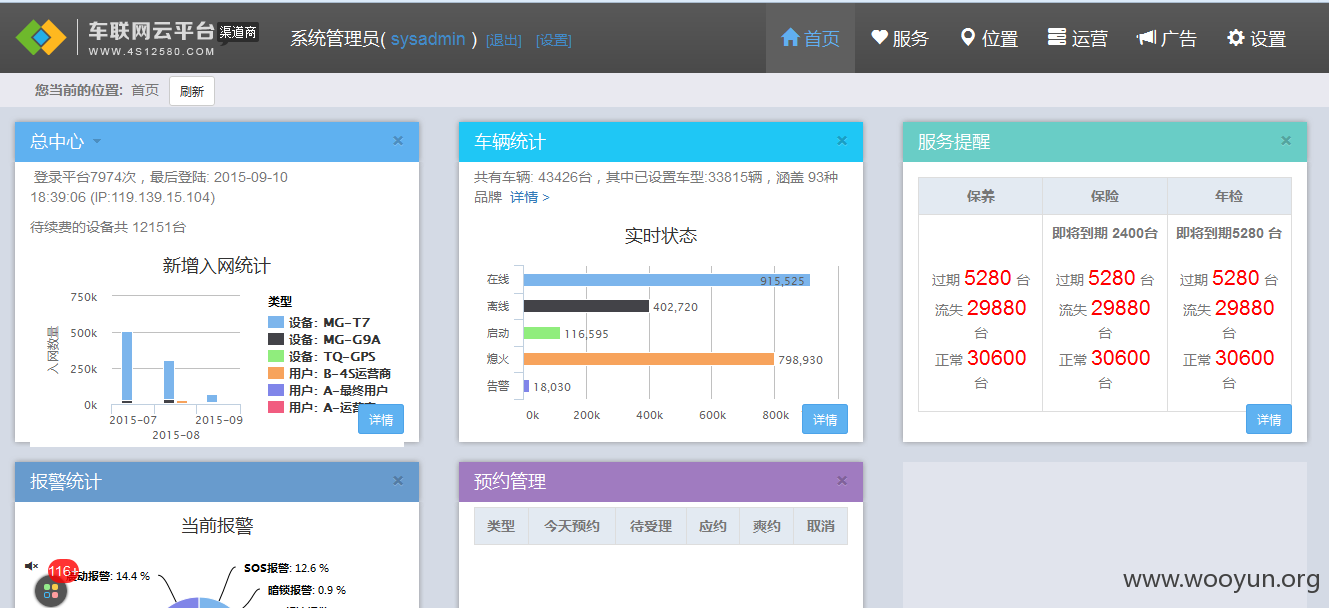 车联网云平台 渠道商
WWW.4S12580.COM
系统管理员( sysadmin ) [退出] [设置]
首页 服务 位置 运营 广告 设置
您当前的位置: 首页 刷新
总中心
登录平台7974次，最后登陆: 2015-09-10
18:39:06 (IP:119.139.15.104)
待续费的设备共 12151台
新增入网统计
入网数量
750k
500k
250k
0k
2015-07
2015-08
2015-09
类型
设备: MG-T7
设备: MG-G9A
设备: TQ-GPS
用户: B-4S运营商
用户: A-最终用户
用户: A-运营
详情
车辆统计
共有车辆: 43426台，其中已设置车型:33815辆，涵盖 93种
品牌 详情 >
实时状态
在线 915,525
离线 402,720
启动 116,595
熄火 798,930
告警 18,030
0k 200k 400k 600k 800k
详情
服务提醒
保养 保险 年检
即将到期 2400台 即将到期5280 台
过期 5280 台 过期 5280 台 过期 5280 台
流失 29880 流失 29880 流失 29880
台 台 台
正常 30600 正常 30600 正常 30600
台 台 台
详情
报警统计
当前报警
116+
动报警: 14.4 %
SOS报警: 12.6 %
暗锁报警: 0.9 %
预约管理
类型 今天预约 待受理 应约 爽约 取消
www.wooyun.org